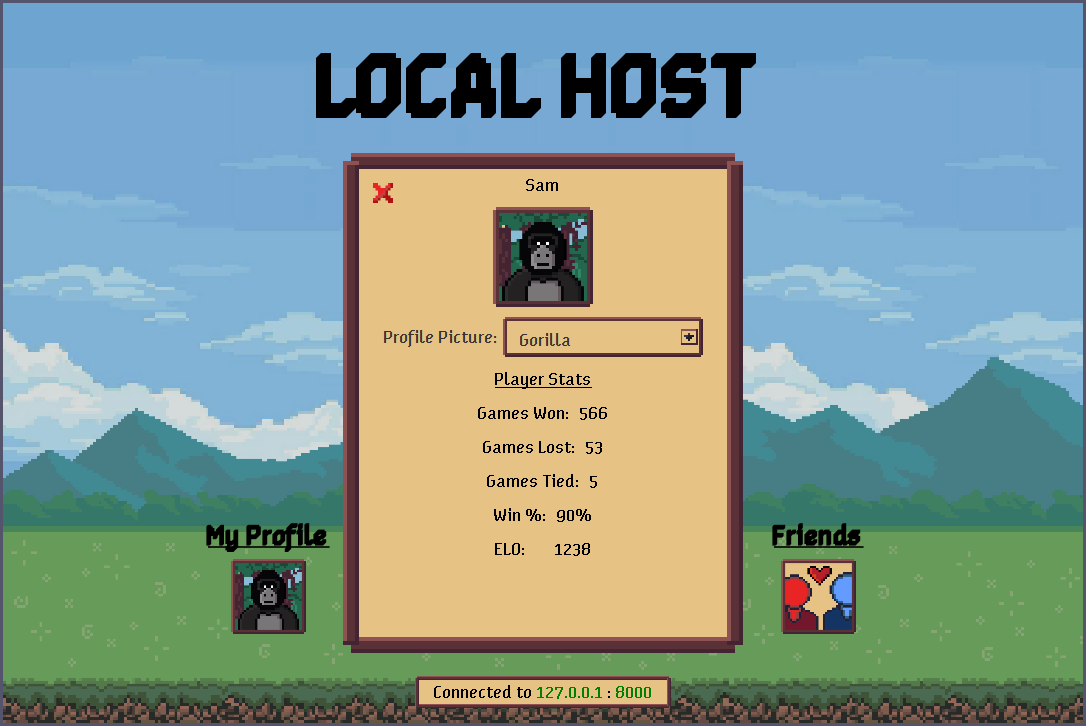 LOCAL HOST
Sam
Profile Picture: Gorilla
Player Stats
Games Won: 566
Games Lost: 53
Games Tied: 5
Win %: 90%
ELO: 1238
My Profile
Friends
Connected to 127.0.0.1 : 8000